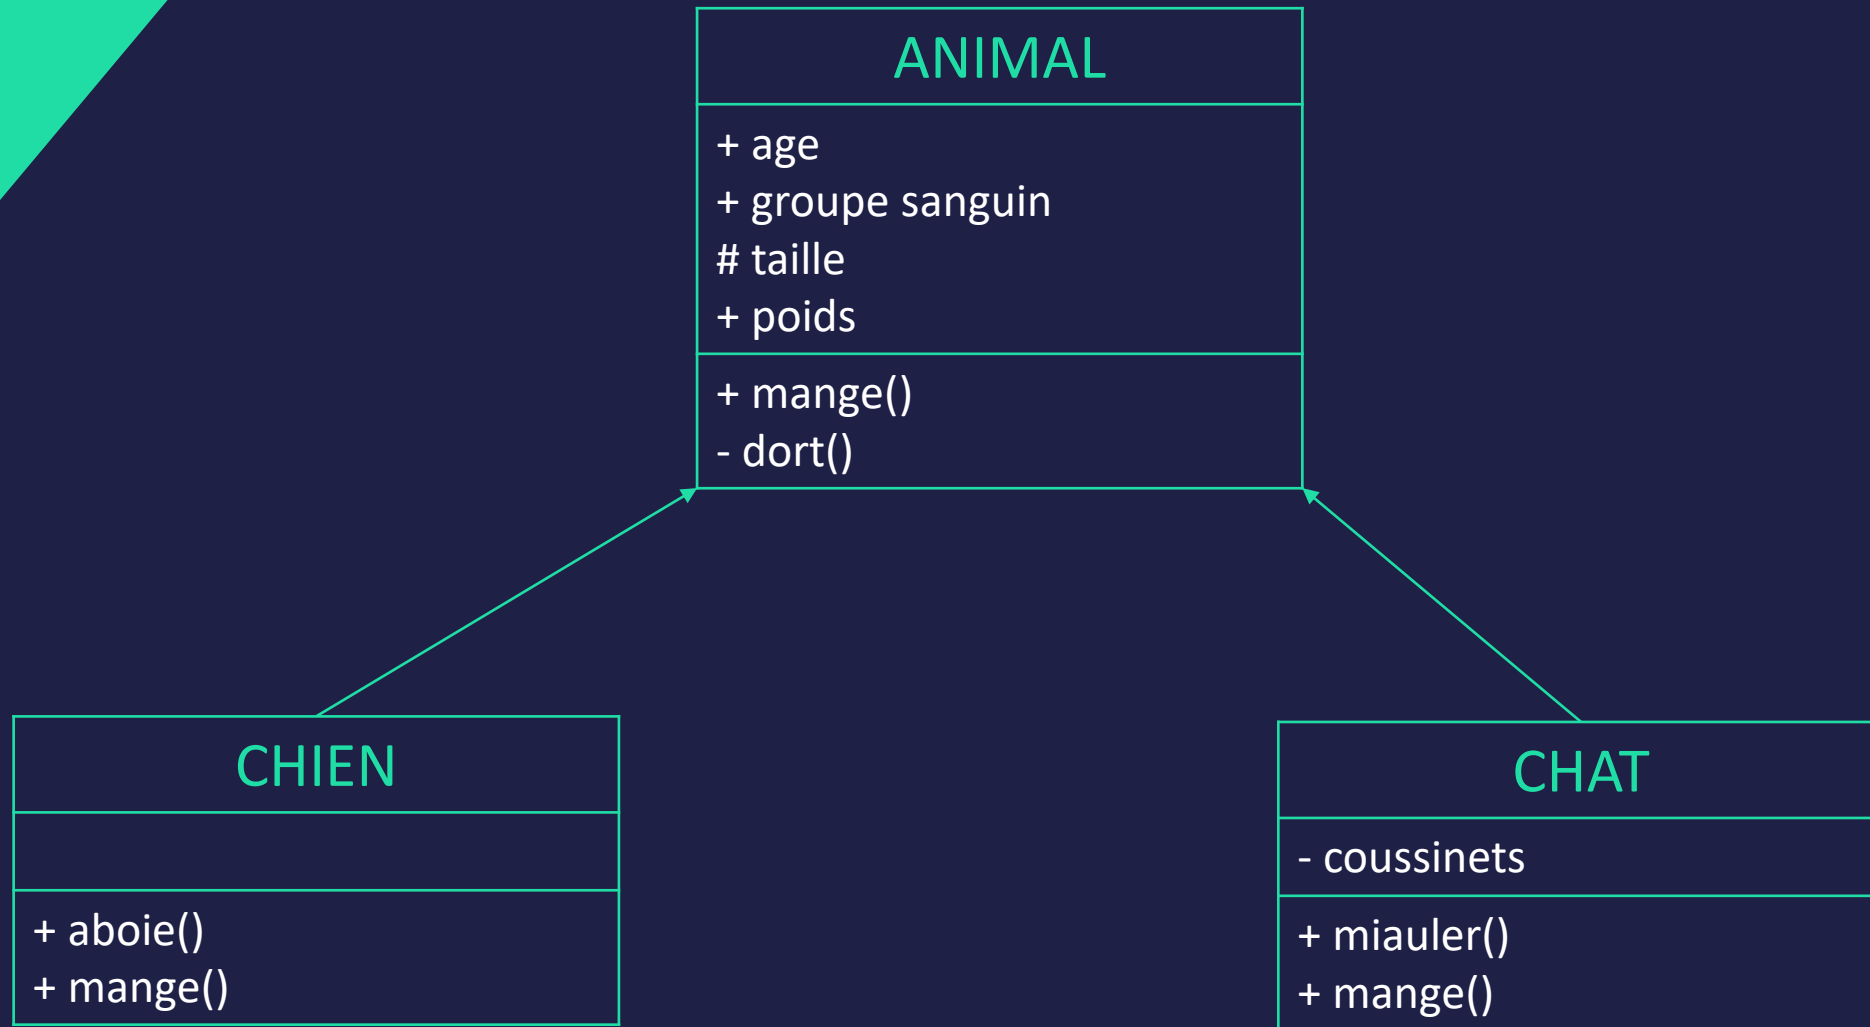 ANIMAL
+ age
+ groupe sanguin
# taille
+ poids
+ mange()
- dort()
CHIEN
+ aboie()
+ mange()
CHAT
- coussinets
+ miauler()
+ mange()